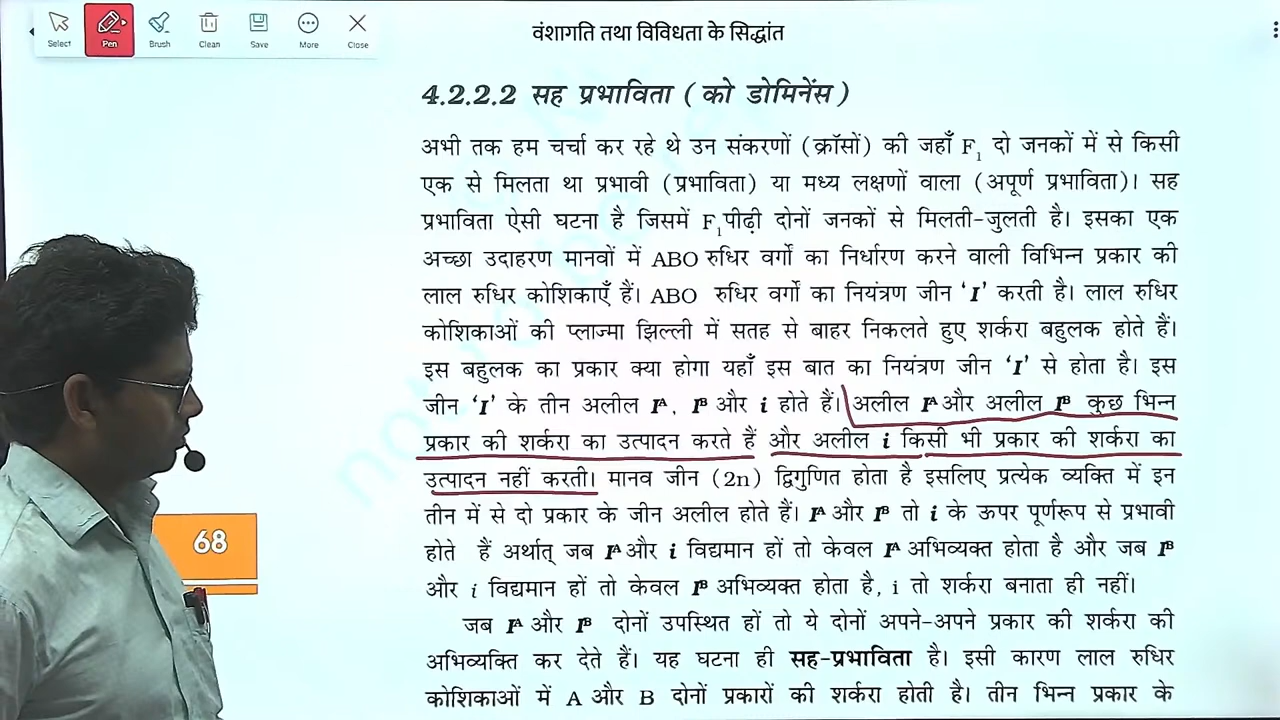 Select Pen Brush Clean Save More Close
वंशागति तथा विविधता के सिद्धांत
4.2.2.2 सह प्रभाविता ( को डोमिनेंस )
अभी तक हम चर्चा कर रहे थे उन संकरणों (क्रॉसों) की जहाँ F₁ दो जनकों में से किसी
एक से मिलता था प्रभावी (प्रभाविता) या मध्य लक्षणों वाला (अपूर्ण प्रभाविता)। सह
प्रभाविता ऐसी घटना है जिसमें F₁पीढ़ी दोनों जनकों से मिलती-जुलती है। इसका एक
अच्छा उदाहरण मानवों में ABO रुधिर वर्गों का निर्धारण करने वाली विभिन्न प्रकार की
लाल रुधिर कोशिकाएँ हैं। ABO रुधिर वर्गों का नियंत्रण जीन ‘I’ करती है। लाल रुधिर
कोशिकाओं की प्लाज्मा झिल्ली में सतह से बाहर निकलते हुए शर्करा बहुलक होते हैं।
इस बहुलक का प्रकार क्या होगा यहाँ इस बात का नियंत्रण जीन ‘I’ से होता है। इस
जीन ‘I’ के तीन अलील Iᴬ, Iᴮ और i होते हैं। अलील Iᴬ और अलील Iᴮ कुछ भिन्न
प्रकार की शर्करा का उत्पादन करते हैं और अलील i किसी भी प्रकार की शर्करा का
उत्पादन नहीं करती। मानव जीन (2n) द्विगुणित होता है इसलिए प्रत्येक व्यक्ति में इन
तीन में से दो प्रकार के जीन अलील होते हैं। Iᴬ और Iᴮ तो i के ऊपर पूर्णरूप से प्रभावी
होते हैं अर्थात् जब Iᴬ और i विद्यमान हों तो केवल Iᴬ अभिव्यक्त होता है और जब Iᴮ
और i विद्यमान हों तो केवल Iᴮ अभिव्यक्त होता है, i तो शर्करा बनाता ही नहीं।
जब Iᴬ और Iᴮ दोनों उपस्थित हों तो ये दोनों अपने-अपने प्रकार की शर्करा की
अभिव्यक्ति कर देते हैं। यह घटना ही सह-प्रभाविता है। इसी कारण लाल रुधिर
कोशिकाओं में A और B दोनों प्रकारों की शर्करा होती है। तीन भिन्न प्रकार के
68